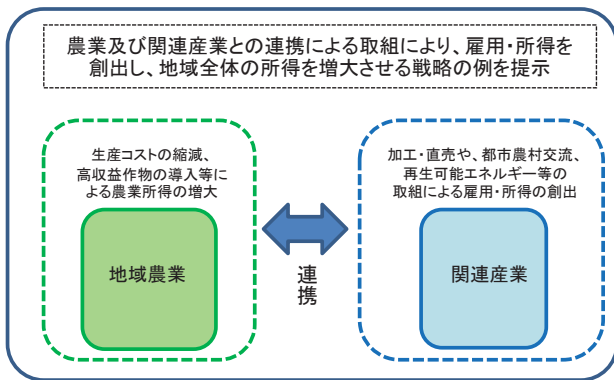 農業及び関連産業との連携による取組により、雇用・所得を
創出し、地域全体の所得を増大させる戦略の例を提示
生産コストの縮減、
高収益作物の導入等に
よる農業所得の増大
地域農業
連携
加工・直売や、都市農村交流、
再生可能エネルギー等の
取組による雇用・所得の創出
関連産業